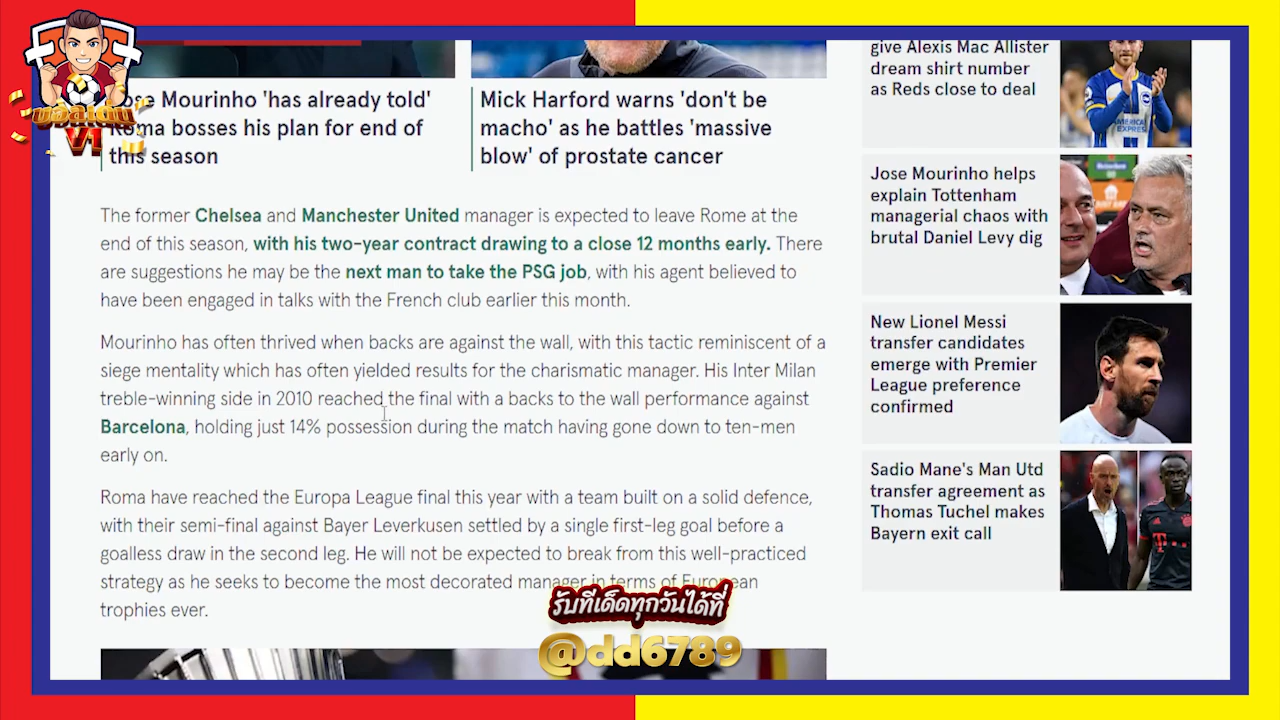 Jose Mourinho 'has already told'
Roma bosses his plan for end of
this season
Mick Harford warns 'don't be
macho' as he battles 'massive
blow' of prostate cancer
The former Chelsea and Manchester United manager is expected to leave Rome at the
end of this season, with his two-year contract drawing to a close 12 months early. There
are suggestions he may be the next man to take the PSG job, with his agent believed to
have been engaged in talks with the French club earlier this month.
Mourinho has often thrived when backs are against the wall, with this tactic reminiscent of a
siege mentality which has often yielded results for the charismatic manager. His Inter Milan
treble-winning side in 2010 reached the final with a backs to the wall performance against
Barcelona, holding just 14% possession during the match having gone down to ten-men
early on.
Roma have reached the Europa League final this year with a team built on a solid defence,
with their semi-final against Bayer Leverkusen settled by a single first-leg goal before a
goalless draw in the second leg. He will not be expected to break from this well-practiced
strategy as he seeks to become the most decorated manager in terms of European
trophies ever.
give Alexis Mac Allister
dream shirt number
as Reds close to deal
AMERICAN
EXPRESS
Jose Mourinho helps
explain Tottenham
managerial chaos with
brutal Daniel Levy dig
New Lionel Messi
transfer candidates
emerge with Premier
League preference
confirmed
Sadio Mane's Man Utd
transfer agreement as
Thomas Tuchel makes
Bayern exit call
V1
รับทีเด็ดทุกวันได้ที่
@dd6789